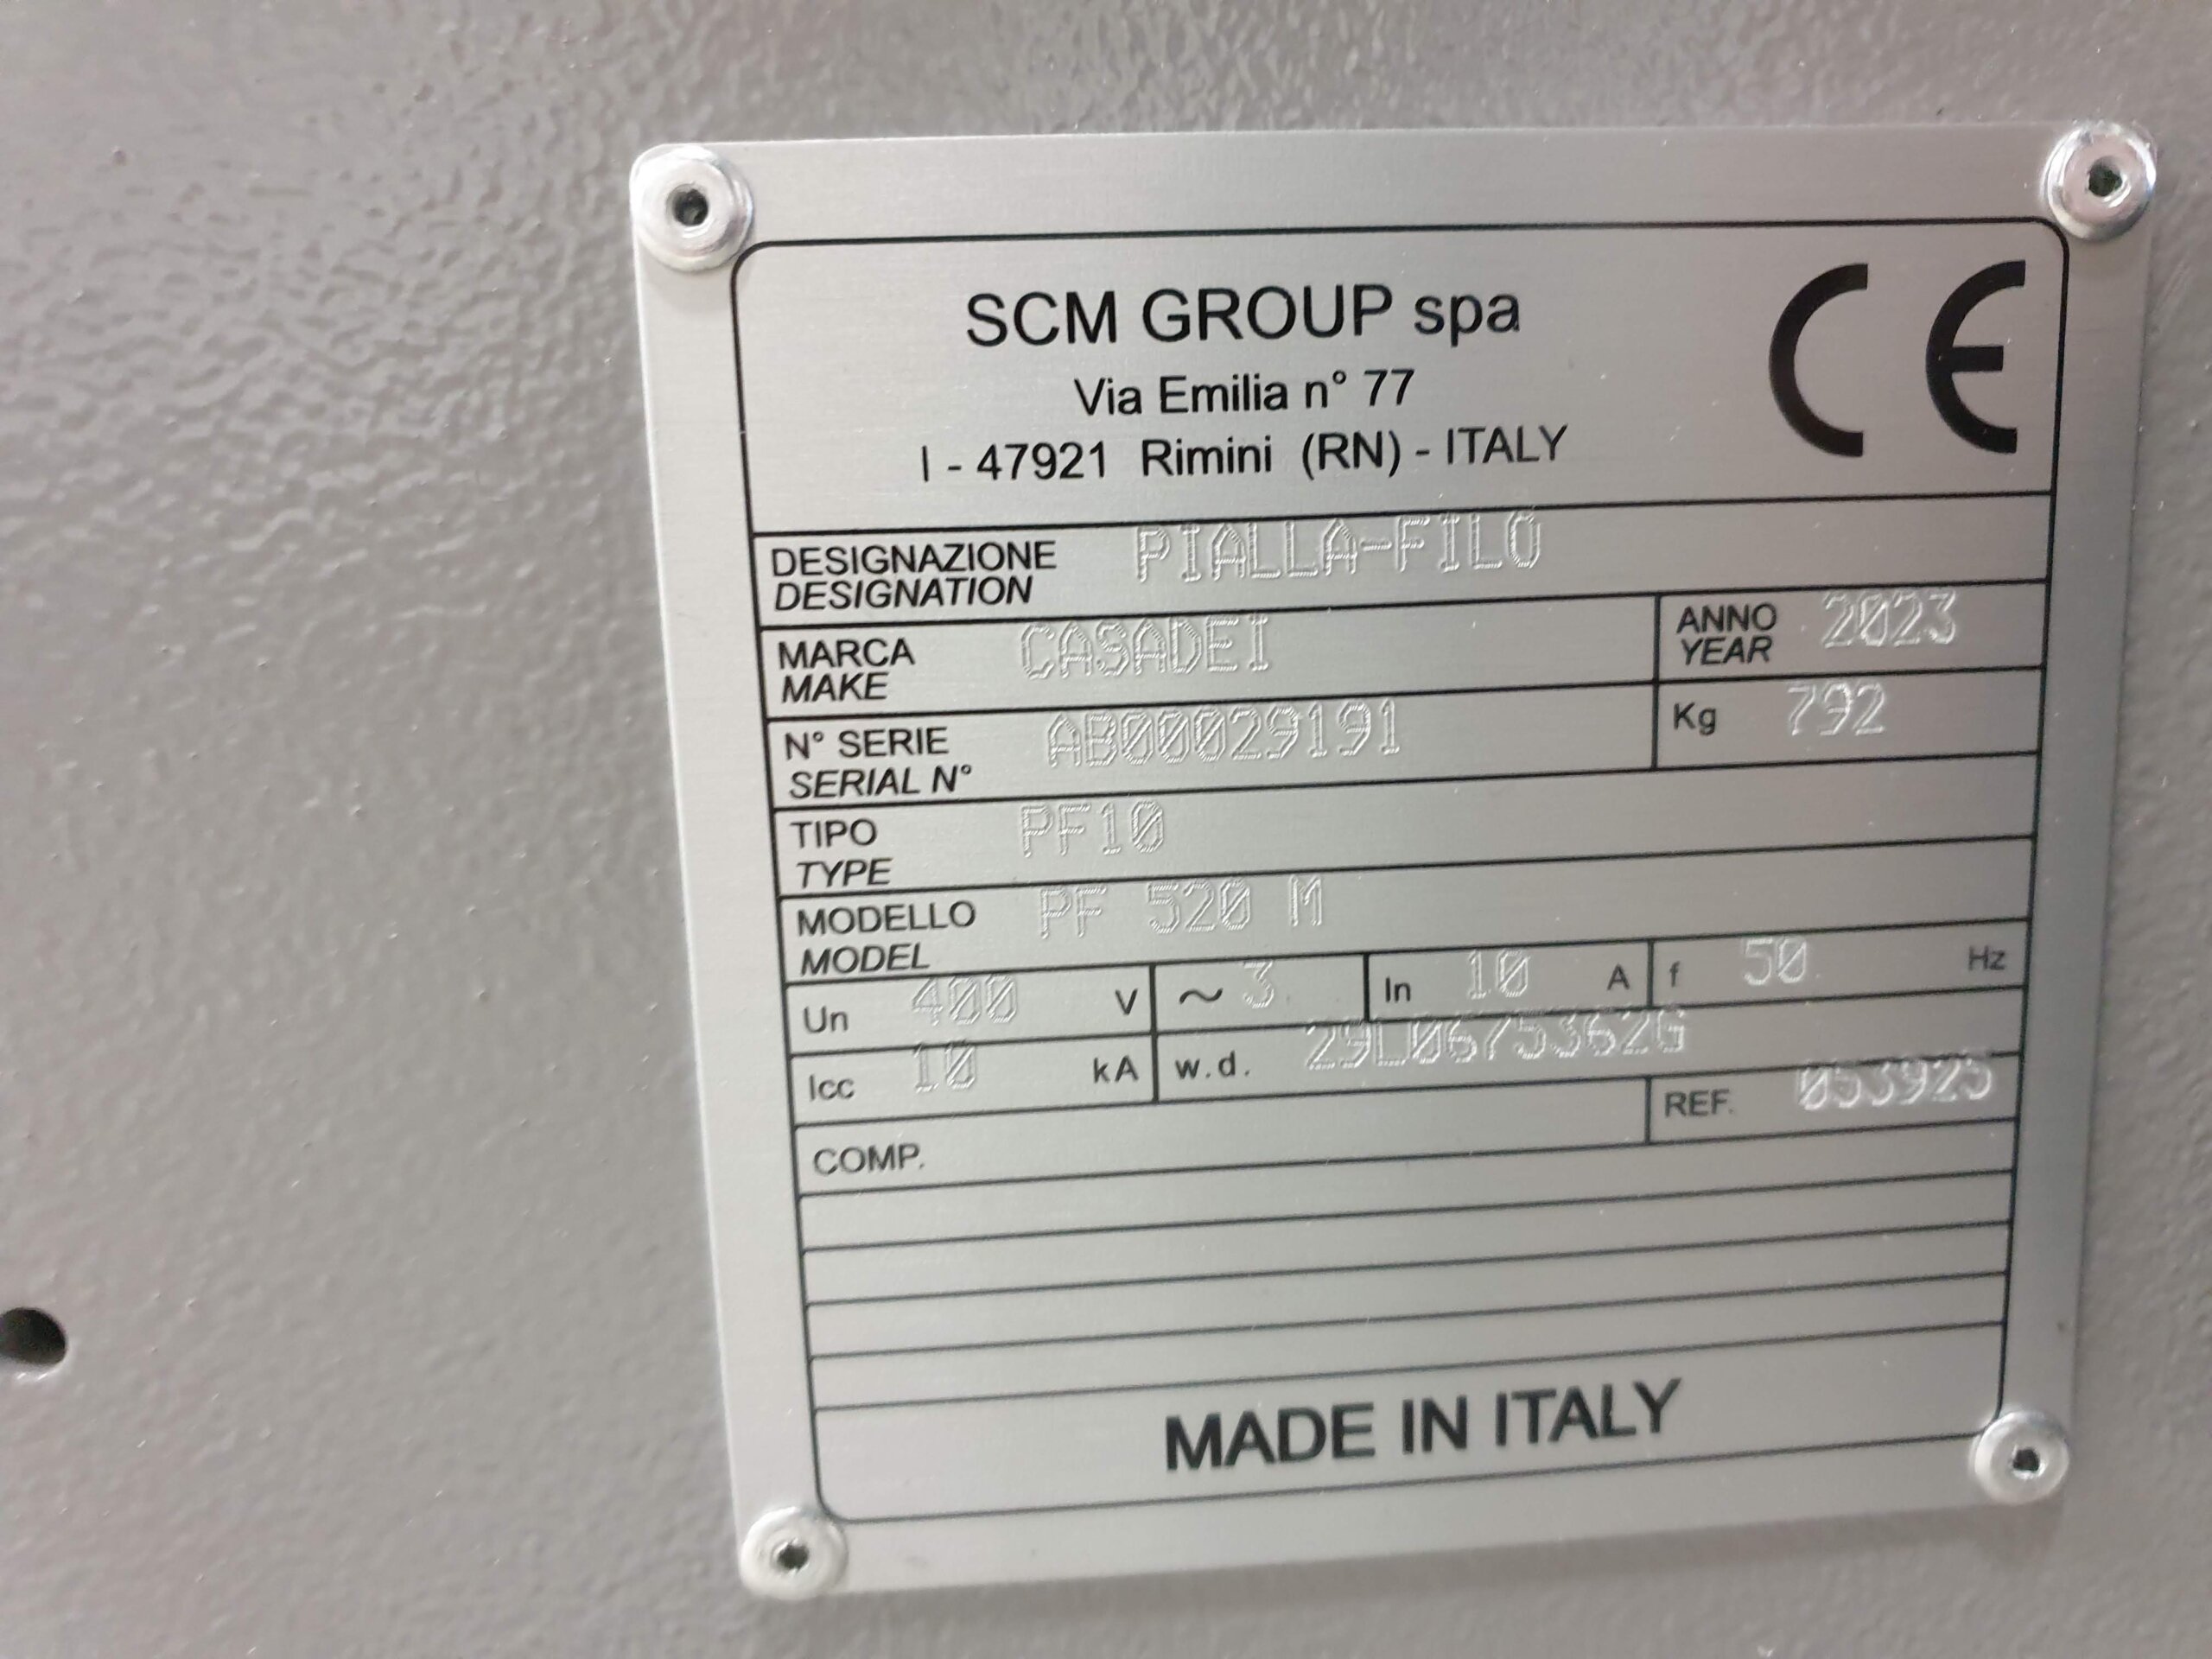 SCM GROUP spa
CE
Via Emilia n° 77
I - 47921 Rimini (RN) - ITALY
DESIGNAZIONE PIALLA-FILO
DESIGNATION
MARCA CASADEI
MAKE
ANNO 2023
YEAR
N° SERIE AB00029191
SERIAL N°
Kg 792
TIPO PF10
TYPE
MODELLO PF 520 M
MODEL
Un 400 V ~ 3 In 10 A f 50 Hz
Icc 10 kA w.d. 29L0675362G
REF. 053925
COMP.
MADE IN ITALY